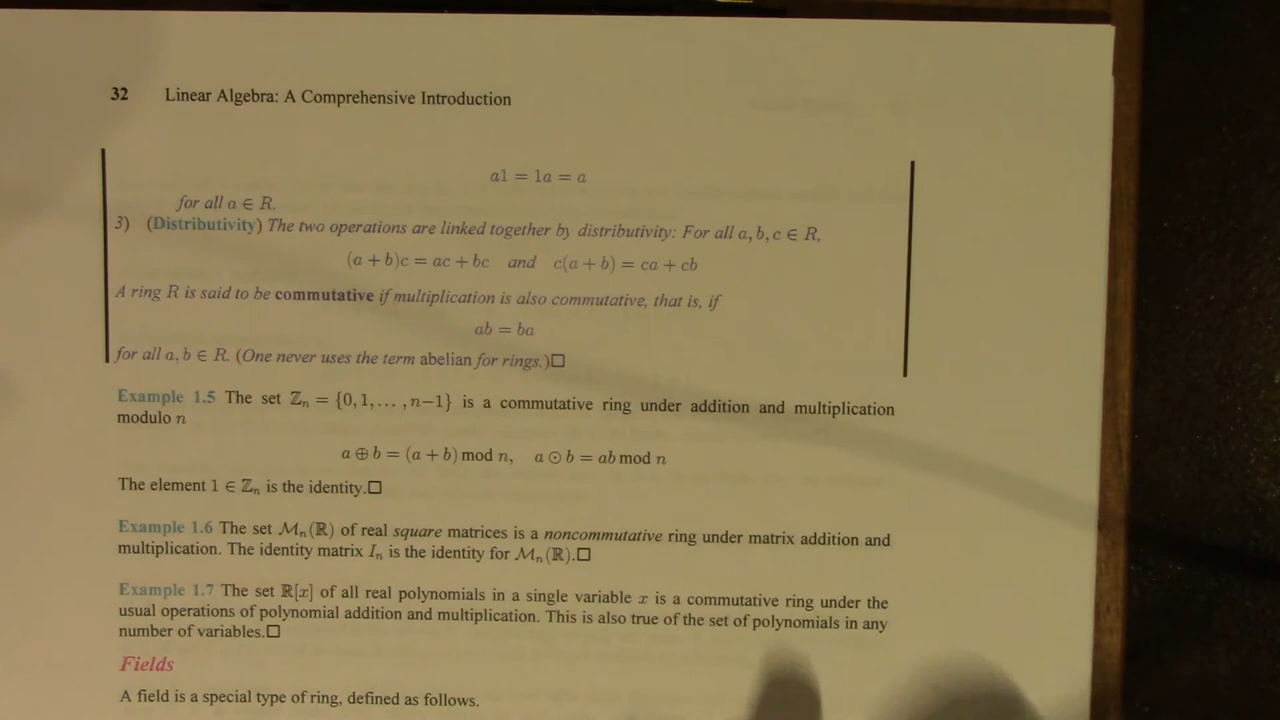 32 Linear Algebra: A Comprehensive Introduction
a1 = 1a = a
for all a ∈ R.
3) (Distributivity) The two operations are linked together by distributivity: For all a, b, c ∈ R,
(a + b)c = ac + bc and c(a + b) = ca + cb
A ring R is said to be commutative if multiplication is also commutative, that is, if
ab = ba
for all a, b ∈ R. (One never uses the term abelian for rings.)□
Example 1.5 The set ℤₙ = {0, 1, … , n−1} is a commutative ring under addition and multiplication
modulo n
a ⊕ b = (a + b) mod n, a ⊙ b = ab mod n
The element 1 ∈ ℤₙ is the identity.□
Example 1.6 The set ℳₙ(ℝ) of real square matrices is a noncommutative ring under matrix addition and
multiplication. The identity matrix Iₙ is the identity for ℳₙ(ℝ).□
Example 1.7 The set ℝ[x] of all real polynomials in a single variable x is a commutative ring under the
usual operations of polynomial addition and multiplication. This is also true of the set of polynomials in any
number of variables.□
Fields
A field is a special type of ring, defined as follows.